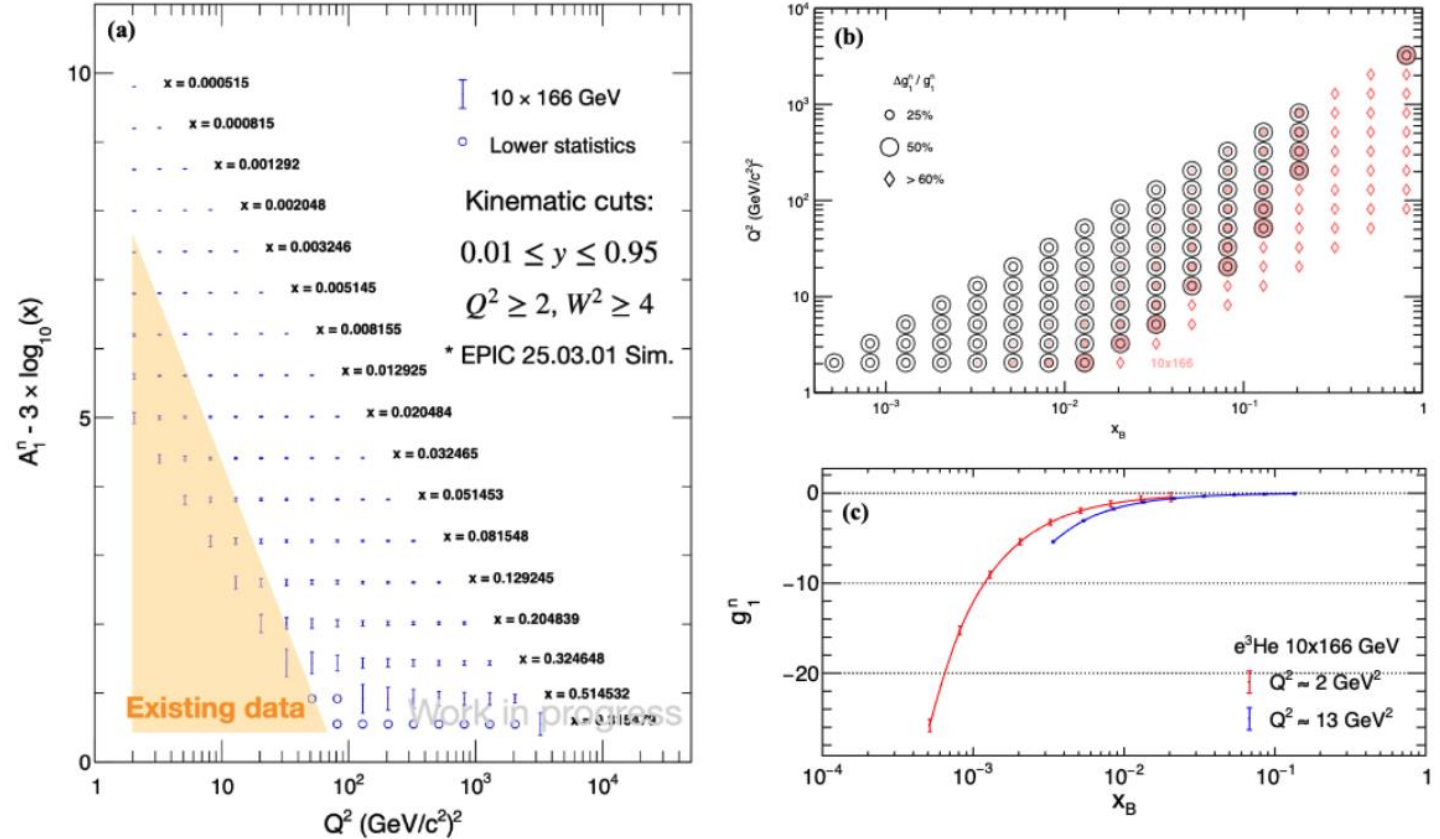 (a)
10
x = 0.000515
x = 0.000815
x = 0.001292
x = 0.002048
x = 0.003246
x = 0.005145
x = 0.008155
x = 0.012925
x = 0.020484
x = 0.032465
x = 0.051453
x = 0.081548
x = 0.129245
x = 0.204839
x = 0.324648
x = 0.514532
10 × 166 GeV
Lower statistics
Kinematic cuts:
0.01 ≤ y ≤ 0.95
Q² ≥ 2, W² ≥ 4
* EPIC 25.03.01 Sim.
5
0
Existing data
Work in progress
A₁ⁿ - 3 × log₁₀(x)
1 10 10² 10³ 10⁴
Q² (GeV/c²)²
(b)
Δg₁ⁿ / g₁ⁿ
25%
50%
> 60%
10x166
10⁴
10³
10²
10
1
Q² (GeV/c²)²
10⁻³ 10⁻² 10⁻¹ 1
x_B
(c)
0
−10
−20
g₁ⁿ
e³He 10x166 GeV
Q² ≈ 2 GeV²
Q² ≈ 13 GeV²
10⁻⁴ 10⁻³ 10⁻² 10⁻¹ 1
x_B